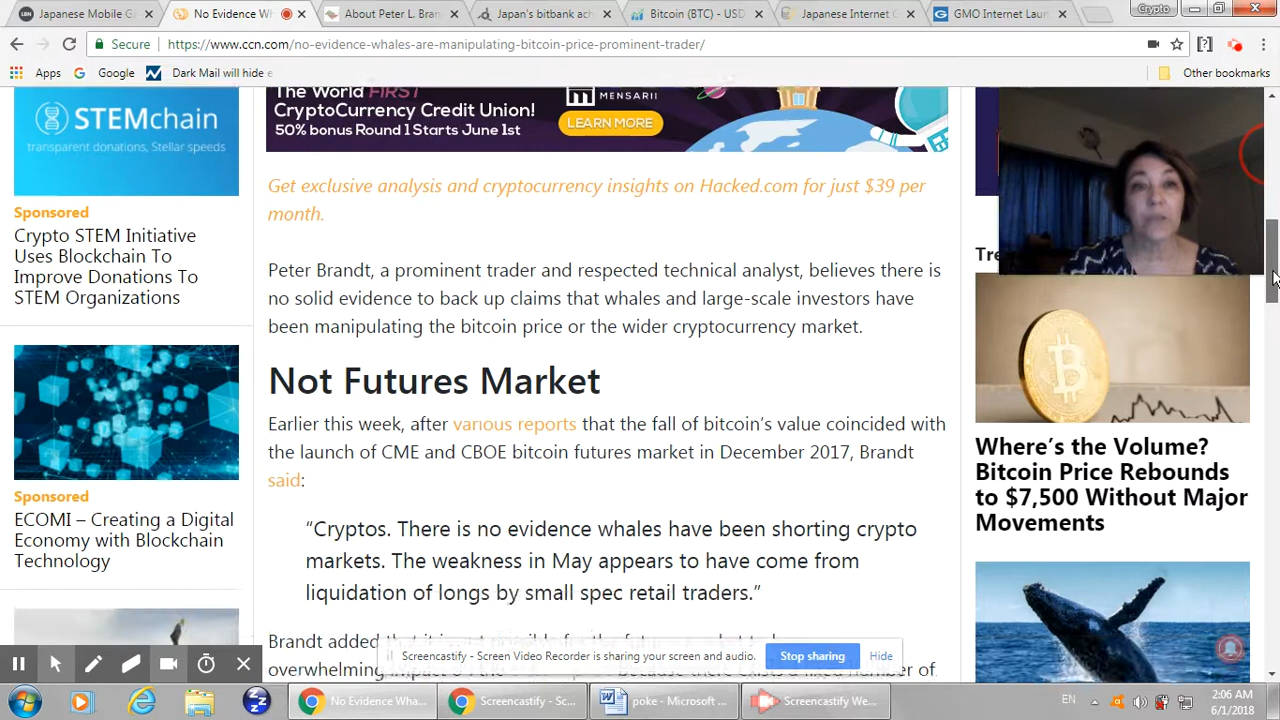 Japanese Mobile Ga
No Evidence Wh
About Peter L. Bran
Japan's bitbank ach
Bitcoin (BTC) - USD
Japanese Internet C
GMO Internet Laun
Crypto
Secure
https://www.ccn.com/no-evidence-whales-are-manipulating-bitcoin-price-prominent-trader/
Apps
Google
Dark Mail will hide e
Other bookmarks
STEMchain
transparent donations, Stellar speeds
Sponsored
Crypto STEM Initiative
Uses Blockchain To
Improve Donations To
STEM Organizations
Sponsored
ECOMI – Creating a Digital
Economy with Blockchain
Technology
The World FIRST
CryptoCurrency Credit Union!
50% bonus Round 1 Starts June 1st
MENSARII
LEARN MORE
Get exclusive analysis and cryptocurrency insights on Hacked.com for just $39 per
month.
Peter Brandt, a prominent trader and respected technical analyst, believes there is
no solid evidence to back up claims that whales and large-scale investors have
been manipulating the bitcoin price or the wider cryptocurrency market.
Not Futures Market
Earlier this week, after various reports that the fall of bitcoin's value coincided with
the launch of CME and CBOE bitcoin futures market in December 2017, Brandt
said:
“Cryptos. There is no evidence whales have been shorting crypto
markets. The weakness in May appears to have come from
liquidation of longs by small spec retail traders.”
Brandt added
overwhelming
Tre
Where's the Volume?
Bitcoin Price Rebounds
to $7,500 Without Major
Movements
Screencastify - Screen Video Recorder is sharing your screen and audio.
Stop sharing
Hide
No Evidence Wha...
Screencastify - Sc...
poke - Microsoft ...
Screencastify We...
EN
2:06 AM
6/1/2018